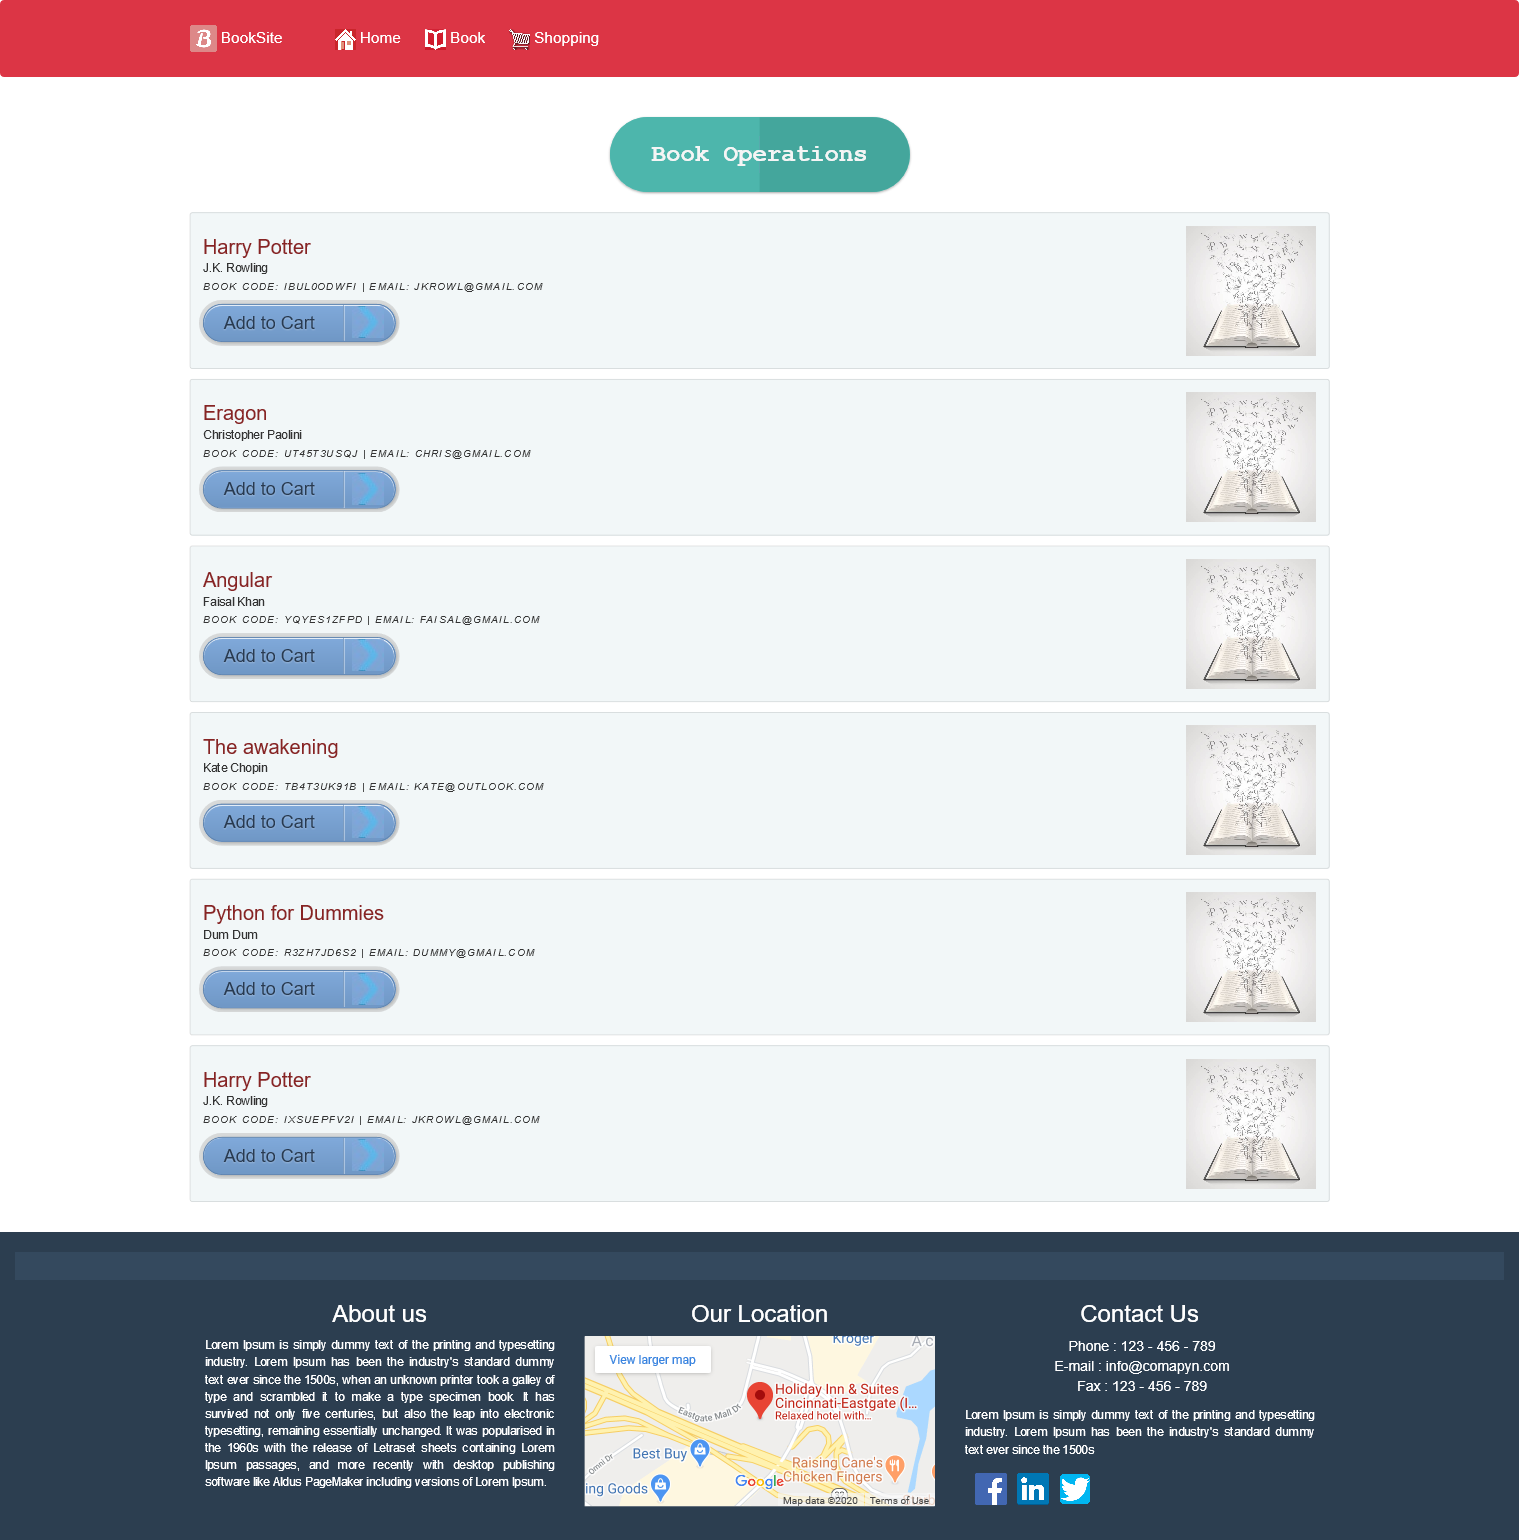 BookSite Home Book Shopping
Book Operations
Harry Potter
J.K. Rowling
BOOK CODE: IBUL0ODWFI | EMAIL: JKROWL@GMAIL.COM
Add to Cart
Eragon
Christopher Paolini
BOOK CODE: UT45T3USQJ | EMAIL: CHRIS@GMAIL.COM
Add to Cart
Angular
Faisal Khan
BOOK CODE: YQYES1ZFPD | EMAIL: FAISAL@GMAIL.COM
Add to Cart
The awakening
Kate Chopin
BOOK CODE: TB4T3UK91B | EMAIL: KATE@OUTLOOK.COM
Add to Cart
Python for Dummies
Dum Dum
BOOK CODE: R3ZH7JD6S2 | EMAIL: DUMMY@GMAIL.COM
Add to Cart
Harry Potter
J.K. Rowling
BOOK CODE: IXSUEPFV2I | EMAIL: JKROWL@GMAIL.COM
Add to Cart
About us
Lorem Ipsum is simply dummy text of the printing and typesetting
industry. Lorem Ipsum has been the industry's standard dummy
text ever since the 1500s, when an unknown printer took a galley of
type and scrambled it to make a type specimen book. It has
survived not only five centuries, but also the leap into electronic
typesetting, remaining essentially unchanged. It was popularised in
the 1960s with the release of Letraset sheets containing Lorem
Ipsum passages, and more recently with desktop publishing
software like Aldus PageMaker including versions of Lorem Ipsum.
Our Location
Kroger
View larger map
Holiday Inn & Suites
Cincinnati-Eastgate (I...
Relaxed hotel with...
Eastgate Mall Dr
Best Buy
Omni Dr
Raising Cane's
Chicken Fingers
ing Goods
Google
Map data ©2020 Terms of Use
Contact Us
Phone : 123 - 456 - 789
E-mail : info@comapyn.com
Fax : 123 - 456 - 789
Lorem Ipsum is simply dummy text of the printing and typesetting
industry. Lorem Ipsum has been the industry's standard dummy
text ever since the 1500s